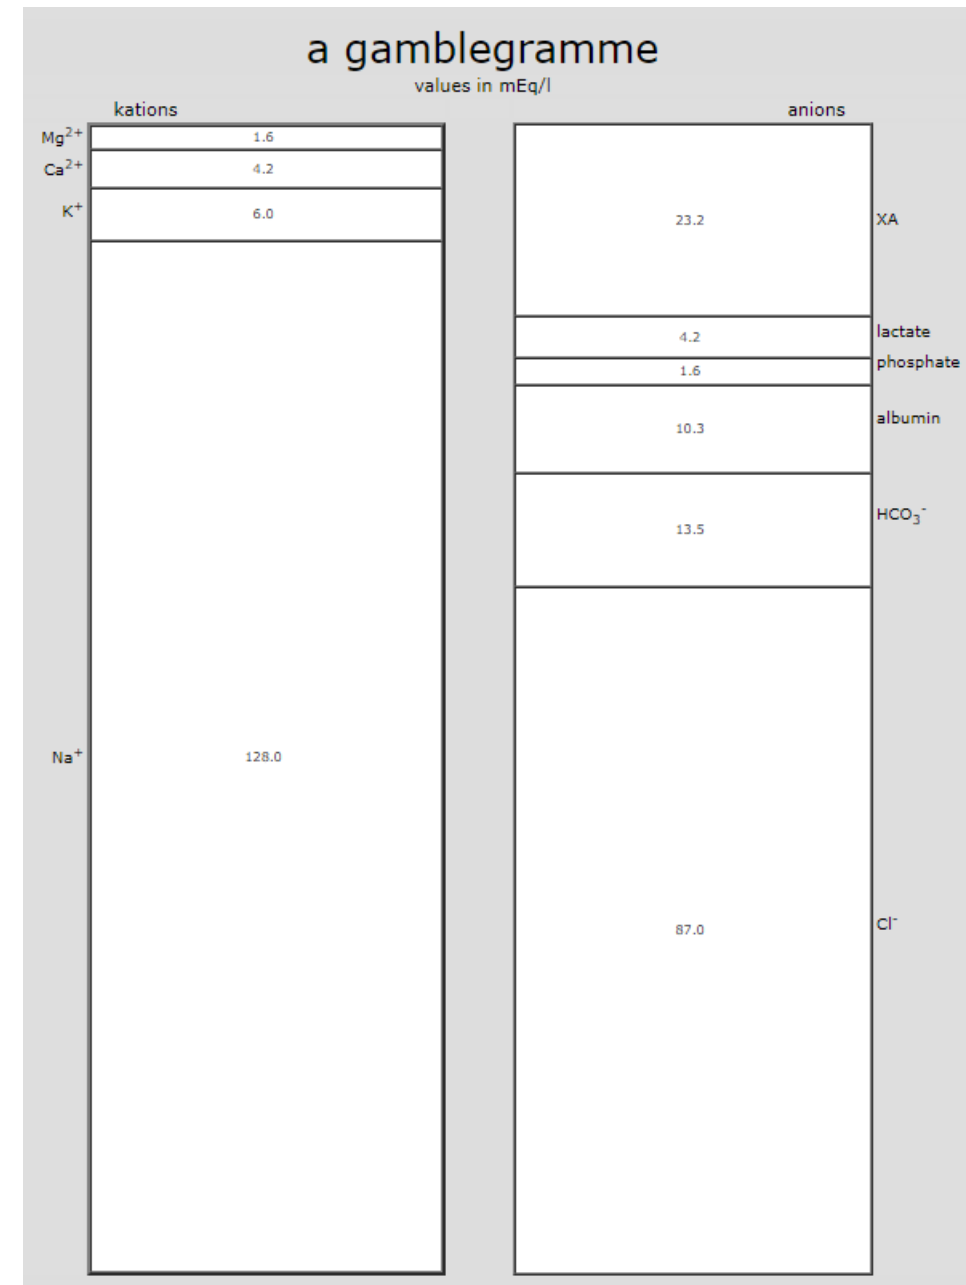 a gamblegramme
values in mEq/l
kations
anions
Mg²⁺ 1.6
Ca²⁺ 4.2
K⁺ 6.0
Na⁺ 128.0
23.2 XA
4.2 lactate
1.6 phosphate
10.3 albumin
13.5 HCO₃⁻
87.0 Cl⁻